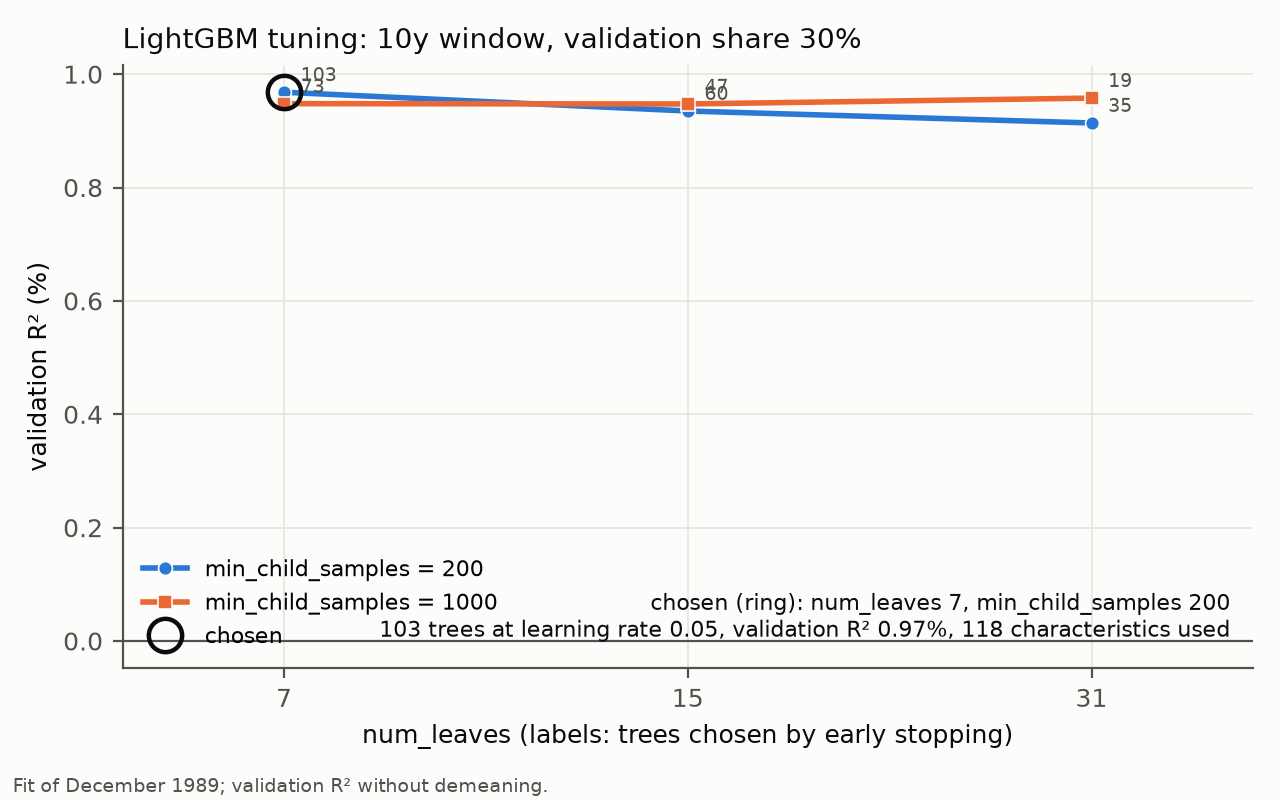 LightGBM tuning: 10y window, validation share 30%
1.0
0.8
0.6
0.4
0.2
0.0
validation R² (%)
103
73
47
60
19
35
min_child_samples = 200
min_child_samples = 1000
chosen
chosen (ring): num_leaves 7, min_child_samples 200
103 trees at learning rate 0.05, validation R² 0.97%, 118 characteristics used
7
15
31
num_leaves (labels: trees chosen by early stopping)
Fit of December 1989; validation R² without demeaning.